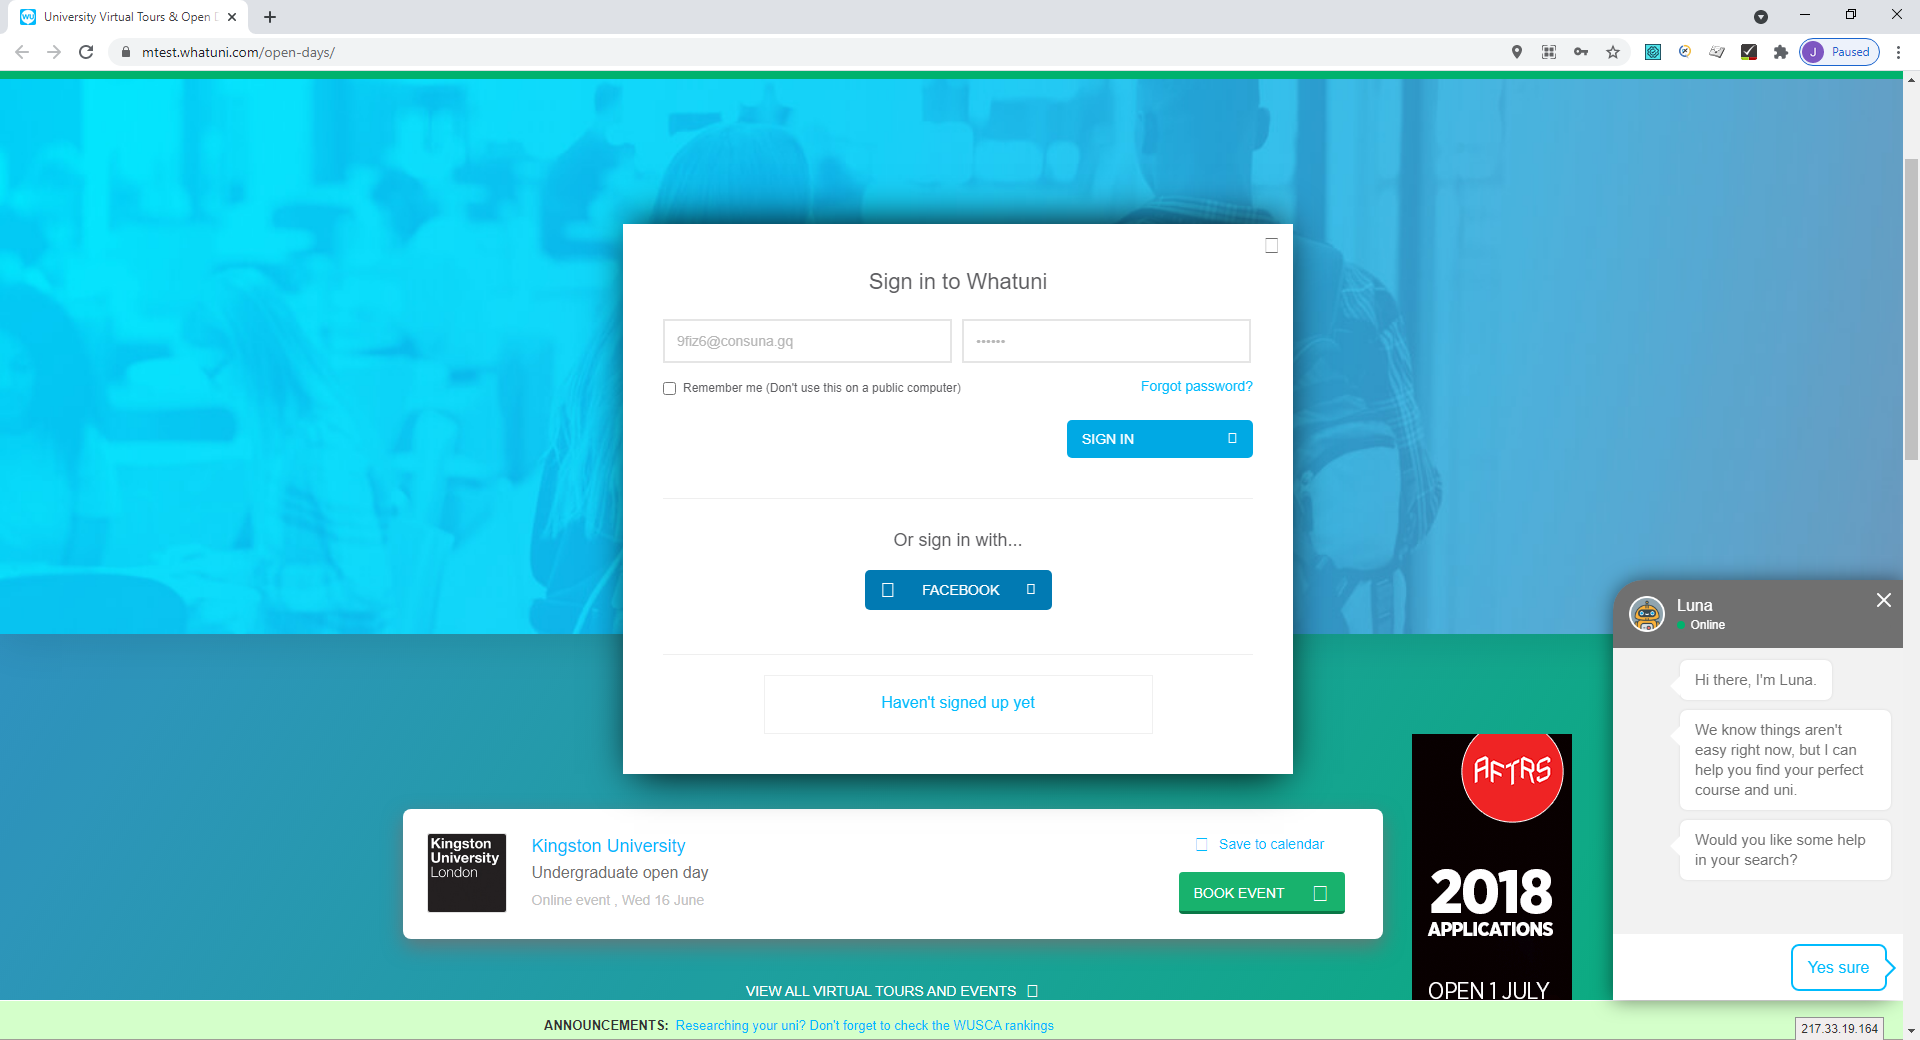 University Virtual Tours & Open
mtest.whatuni.com/open-days/
J Paused
Sign in to Whatuni
9fiz6@consuna.gq
••••••
Remember me (Don't use this on a public computer)
Forgot password?
SIGN IN
Or sign in with...
FACEBOOK
Haven't signed up yet
Kingston
University
London
Kingston University
Undergraduate open day
Online event , Wed 16 June
Save to calendar
BOOK EVENT
VIEW ALL VIRTUAL TOURS AND EVENTS
AFTRS
2018
APPLICATIONS
OPEN 1 JULY
Luna
Online
Hi there, I'm Luna.
We know things aren't
easy right now, but I can
help you find your perfect
course and uni.
Would you like some help
in your search?
Yes sure
ANNOUNCEMENTS: Researching your uni? Don't forget to check the WUSCA rankings
217.33.19.164